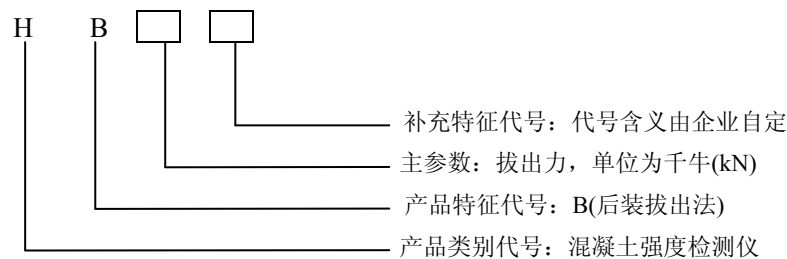 H B
补充特征代号：代号含义由企业自定
主参数：拔出力，单位为千牛(kN)
产品特征代号：B(后装拔出法)
产品类别代号：混凝土强度检测仪